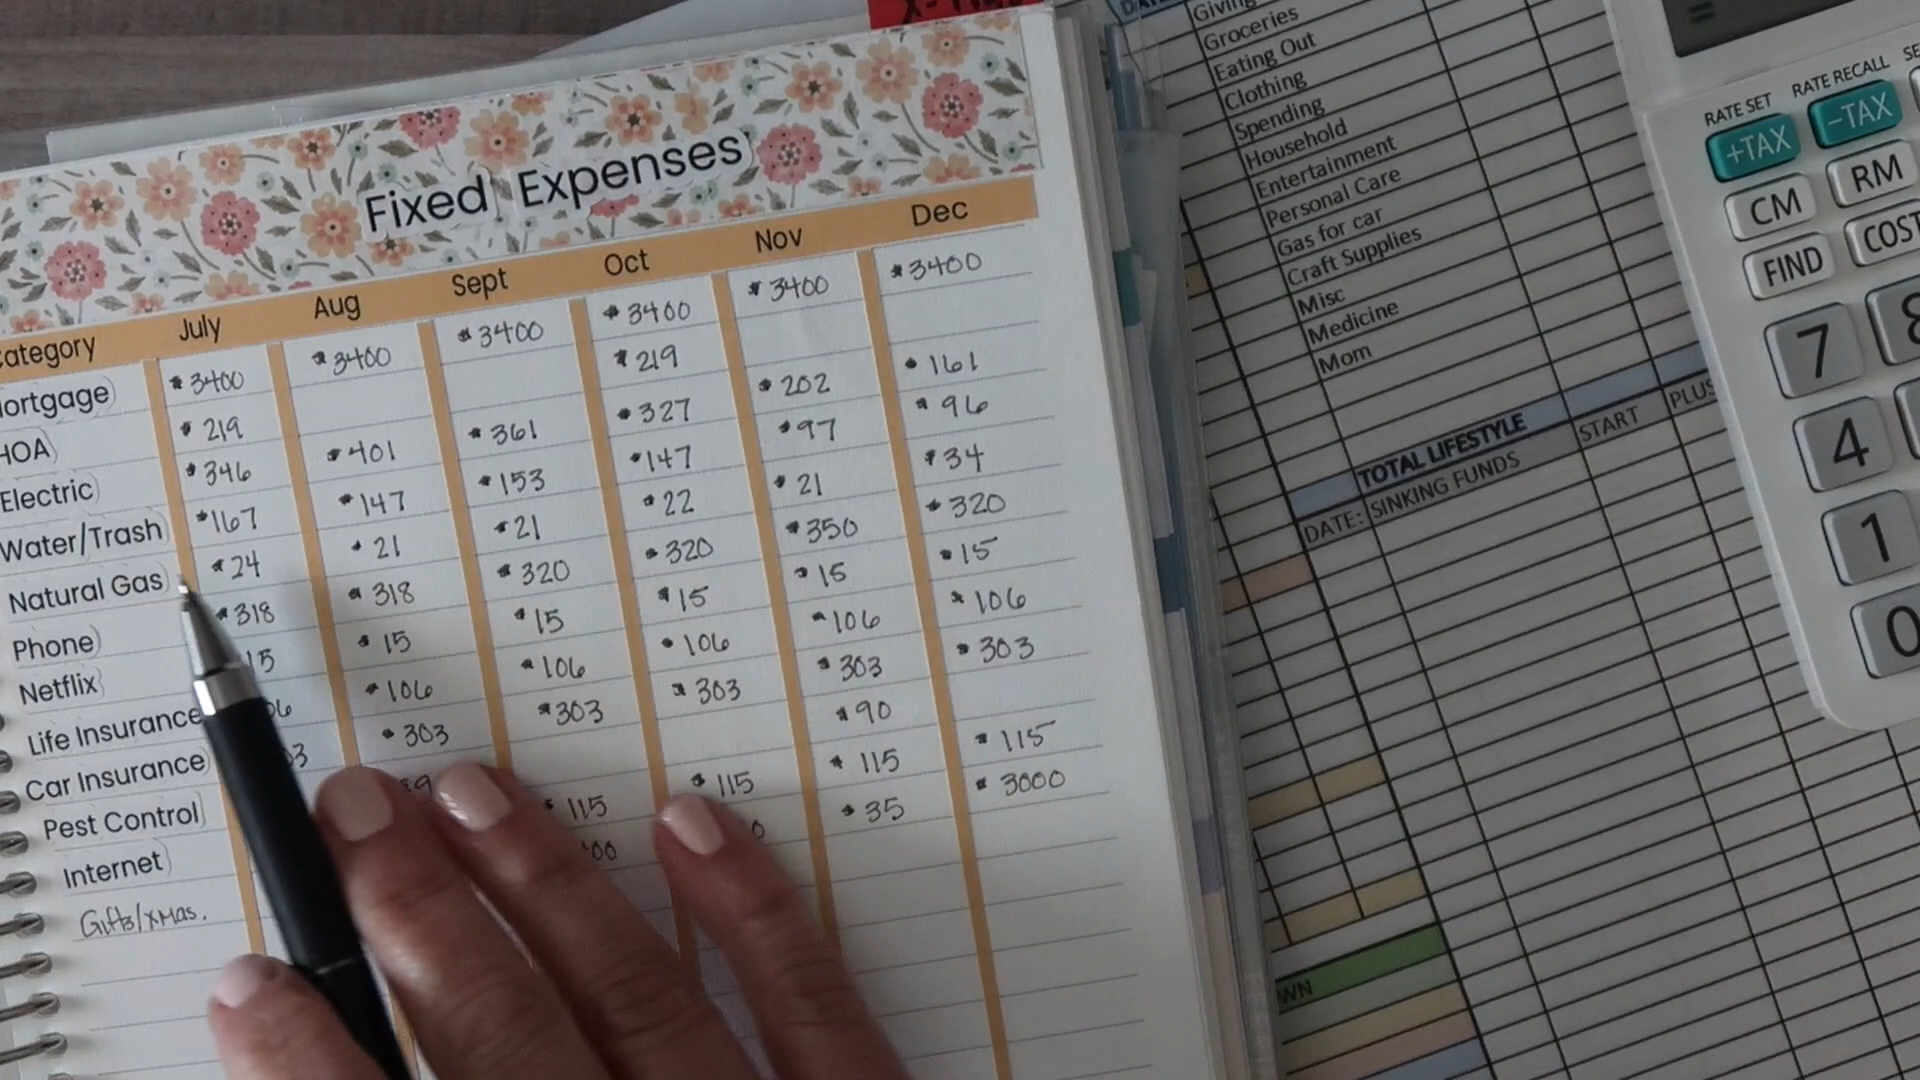 Fixed Expenses
ategory July Aug Sept Oct Nov Dec
ortgage $3400 $3400 $3400 $3400 $3400 $3400
HOA $219 $219
Electric $346 $401 $361 $327 $202 $161
Water/Trash $167 $147 $153 $147 $97 $96
Natural Gas $24 $21 $21 $22 $21 $34
Phone $318 $318 $320 $320 $350 $320
Netflix 15 $15 $15 $15 $15 $15
Life Insurance $106 $106 $106 $106 $106
Car Insurance $303 $303 $303 $303 $303
Pest Control $90
Internet $115 $115 $115 $115
Gifts/Xmas. $35 $3000
Giving
Groceries
Eating Out
Clothing
Spending
Household
Entertainment
Personal Care
Gas for car
Craft Supplies
Misc
Medicine
Mom
TOTAL LIFESTYLE
DATE: SINKING FUNDS START PLUS
WN
RATE SET RATE RECALL
+TAX -TAX
CM RM
FIND COST
7 8
4
1
0